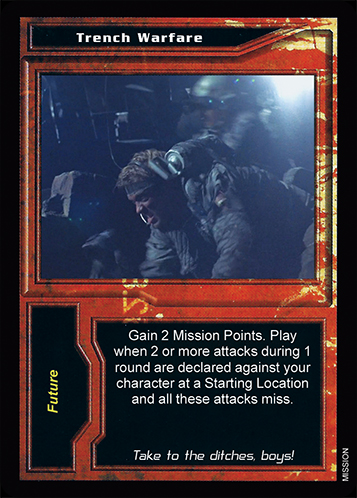 Trench Warfare
Gain 2 Mission Points. Play
when 2 or more attacks during 1
round are declared against your
character at a Starting Location
and all these attacks miss.
Take to the ditches, boys!
Future
MISSION